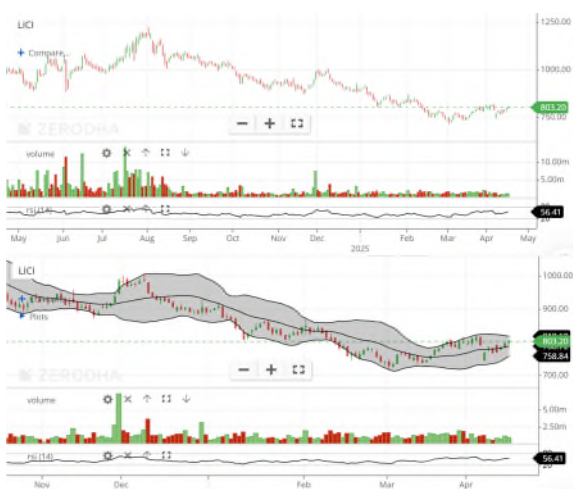 LICI
1250.00
+ Compare...
1000.00
803.20
750.00
ZERODHA
− +
volume
10.00m
5.00m
rsi (14)
56.41
May Jun Jul Aug Sep Oct Nov Dec Feb Mar Apr May
2025
LICI
1000.00
900.00
803.20
758.84
700.00
ZERODHA
− +
volume
5.00m
2.50m
rsi (14)
56.41
Nov Dec Feb Mar Apr